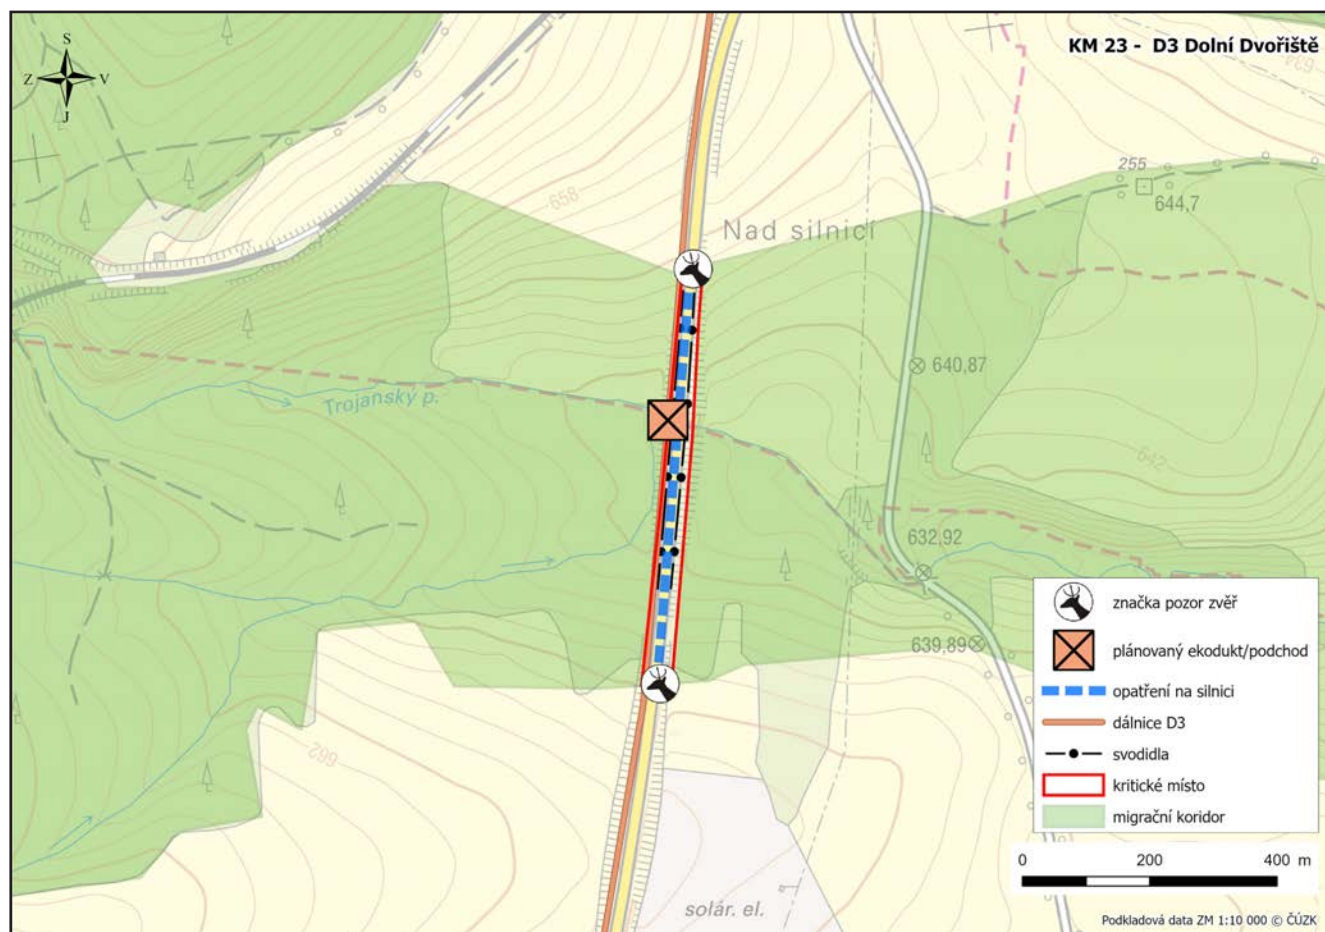 KM 23 - D3 Dolní Dvořiště
S
Z V
J
634
255
644,7
658
Nad silnicí
640,87
Trojanský p.
642
632,92
639,89
662
solár. el.
značka pozor zvěř
plánovaný ekodukt/podchod
opatření na silnici
dálnice D3
svodidla
kritické místo
migrační koridor
0 200 400 m
Podkladová data ZM 1:10 000 © ČÚZK